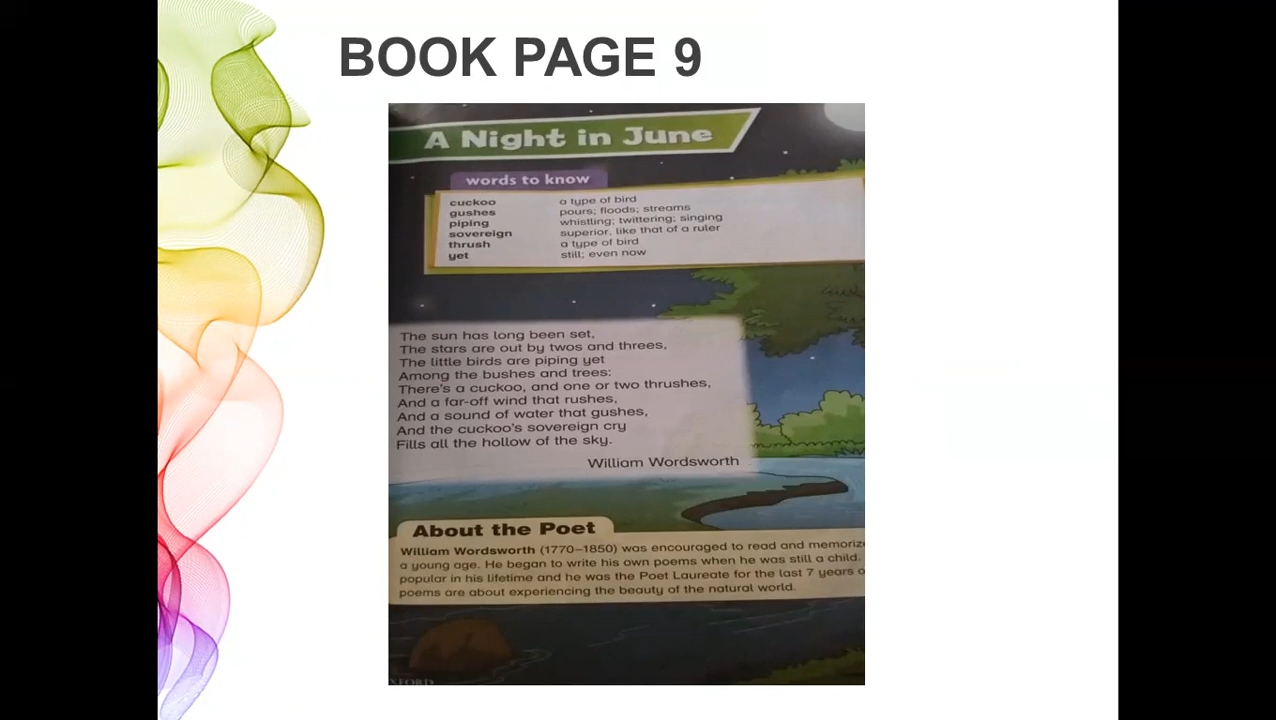 BOOK PAGE 9
A Night in June
words to know
cuckoo a type of bird
gushes pours; floods; streams
piping whistling; twittering; singing
sovereign superior, like that of a ruler
thrush a type of bird
yet still; even now
The sun has long been set,
The stars are out by twos and threes,
The little birds are piping yet
Among the bushes and trees:
There's a cuckoo, and one or two thrushes,
And a far-off wind that rushes,
And a sound of water that gushes,
And the cuckoo's sovereign cry
Fills all the hollow of the sky.
William Wordsworth
About the Poet
William Wordsworth (1770–1850) was encouraged to read and memorize
a young age. He began to write his own poems when he was still a child.
popular in his lifetime and he was the Poet Laureate for the last 7 years o
poems are about experiencing the beauty of the natural world.
XFORD